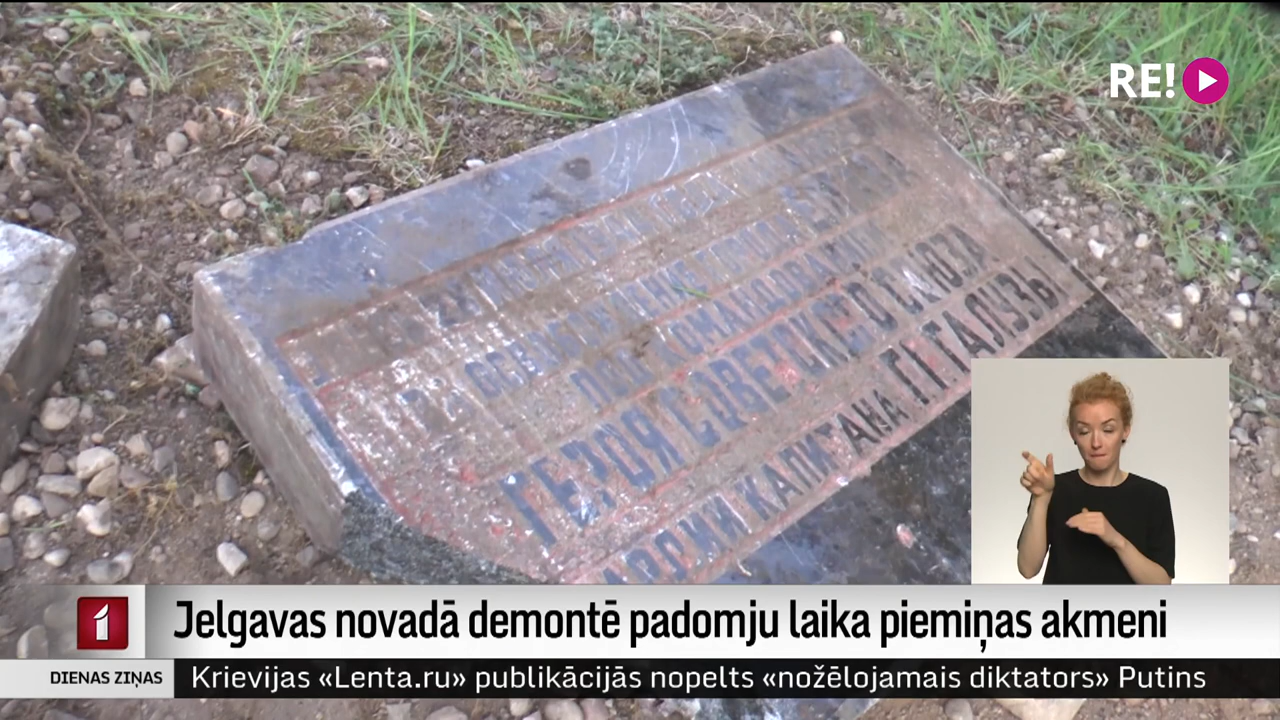 RE!
ПОД КОМАНДОВАНИЕМ
ГЕРОЯ СОВЕТСКОГО СОЮЗА
КАПИТАНА ГАЛУЗЫ
1
Jelgavas novadā demontē padomju laika piemiņas akmeni
DIENAS ZIŅAS
Krievijas «Lenta.ru» publikācijās nopelts «nožēlojamais diktators» Putins